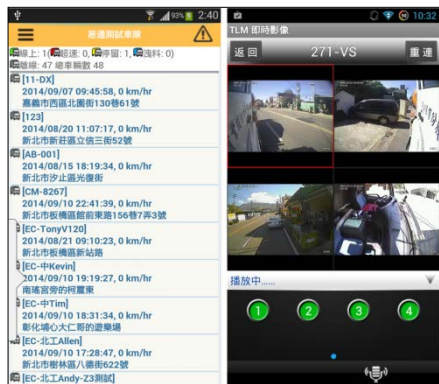 93% 2:40
易通測試車隊
線上: 1(超速: 0, 停留: 1, 洩料: 0)
離線: 47 總車輛數 48
[11-DX]
2014/09/07 09:45:58, 0 km/hr
嘉義市西區北園街130巷61號
[123]
2014/08/20 11:07:17, 0 km/hr
新北市新莊區立信三街52號
[AB-001]
2014/08/15 18:19:34, 0 km/hr
新北市汐止區光復街
[CM-8267]
2014/09/10 22:41:39, 0 km/hr
新北市板橋區館前東路156巷7弄3號
[EC-TonyV120]
2014/08/21 09:10:23, 0 km/hr
新北市板橋區新站路
[EC-中Kevin]
2014/09/10 19:19:27, 0 km/hr
南瑤宮旁的柯羅東
[EC-中Tim]
2014/09/10 18:31:34, 0 km/hr
彰化埔心大仁哥的遊樂場
[EC-北工Allen]
2014/09/10 17:28:47, 0 km/hr
新北市樹林區八德街622號
[EC-北工Andy-Z3測試]
10:32
TLM 即時影像
返回 271-VS 重連
播放中......
1 2 3 4